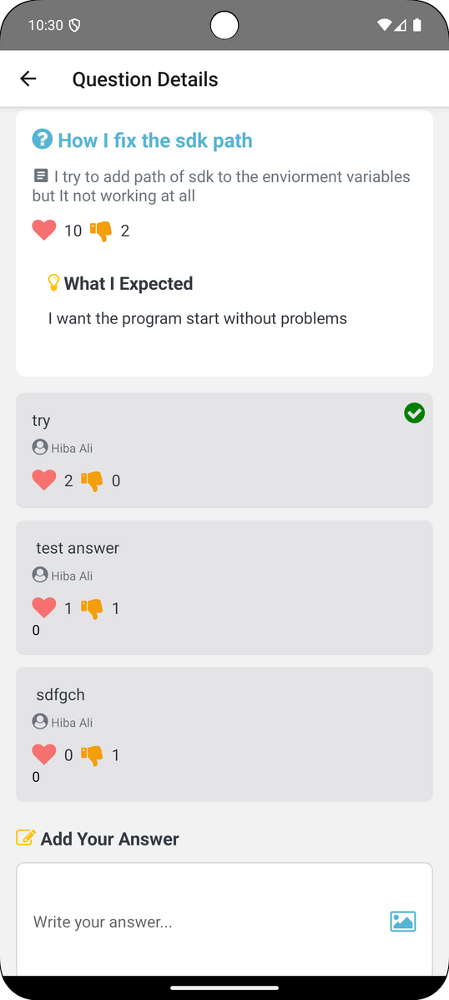 10:30
Question Details
How I fix the sdk path
I try to add path of sdk to the enviorment variables
but It not working at all
10 2
What I Expected
I want the program start without problems
try
Hiba Ali
2 0
test answer
Hiba Ali
1 1
0
sdfgch
Hiba Ali
0 1
0
Add Your Answer
Write your answer...